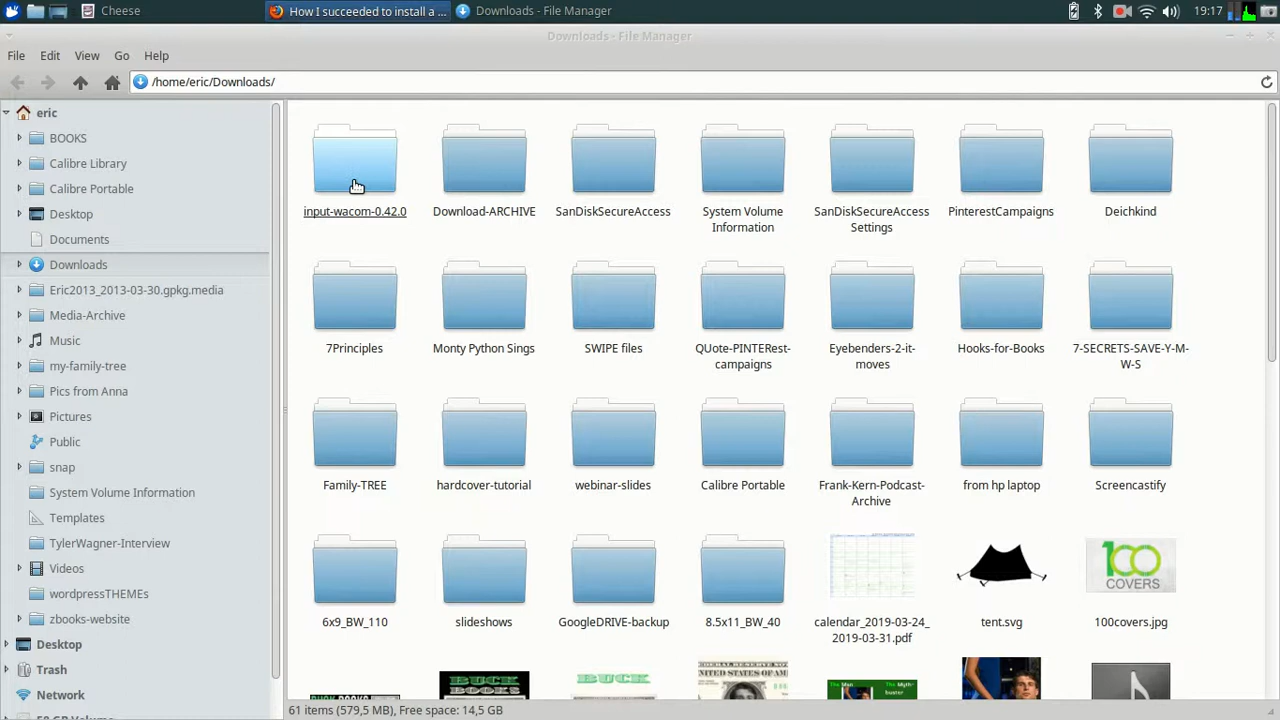 Cheese
How I succeeded to install a ...
Downloads - File Manager
19:17
Downloads - File Manager
File Edit View Go Help
/home/eric/Downloads/
eric
BOOKS
Calibre Library
Calibre Portable
Desktop
Documents
Downloads
Eric2013_2013-03-30.gpkg.media
Media-Archive
Music
my-family-tree
Pics from Anna
Pictures
Public
snap
System Volume Information
Templates
TylerWagner-Interview
Videos
wordpressTHEMEs
zbooks-website
Desktop
Trash
Network
input-wacom-0.42.0
Download-ARCHIVE
SanDiskSecureAccess
System Volume
Information
SanDiskSecureAccess
Settings
PinterestCampaigns
Deichkind
7Principles
Monty Python Sings
SWIPE files
QUote-PINTERest-
campaigns
Eyebenders-2-it-
moves
Hooks-for-Books
7-SECRETS-SAVE-Y-M-
W-S
Family-TREE
hardcover-tutorial
webinar-slides
Calibre Portable
Frank-Kern-Podcast-
Archive
from hp laptop
Screencastify
6x9_BW_110
slideshows
GoogleDRIVE-backup
8.5x11_BW_40
calendar_2019-03-24_
2019-03-31.pdf
tent.svg
100
COVERS
100covers.jpg
BUCK
BOOKS
BUCK
UNITED STATES OF AM
61 items (579,5 MB), Free space: 14,5 GB